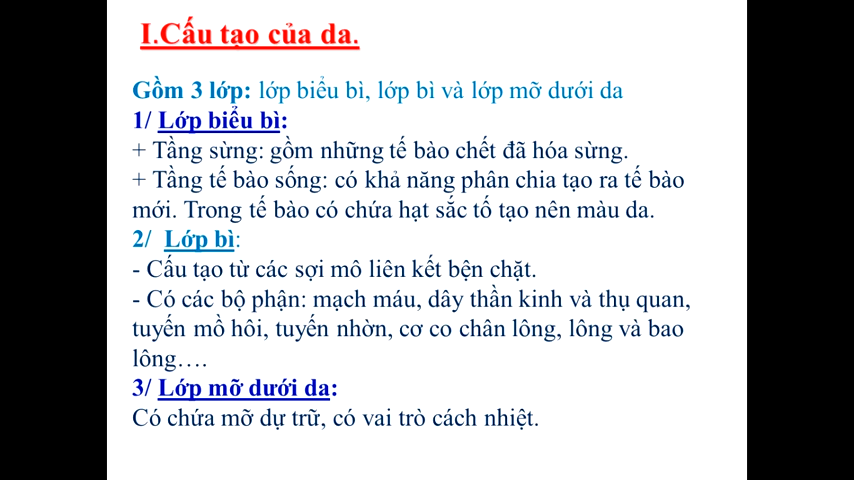 I.Cấu tạo của da.
Gồm 3 lớp: lớp biểu bì, lớp bì và lớp mỡ dưới da
1/ Lớp biểu bì:
+ Tầng sừng: gồm những tế bào chết đã hóa sừng.
+ Tầng tế bào sống: có khả năng phân chia tạo ra tế bào
mới. Trong tế bào có chứa hạt sắc tố tạo nên màu da.
2/ Lớp bì:
- Cấu tạo từ các sợi mô liên kết bện chặt.
- Có các bộ phận: mạch máu, dây thần kinh và thụ quan,
tuyến mồ hôi, tuyến nhờn, cơ co chân lông, lông và bao
lông….
3/ Lớp mỡ dưới da:
Có chứa mỡ dự trữ, có vai trò cách nhiệt.